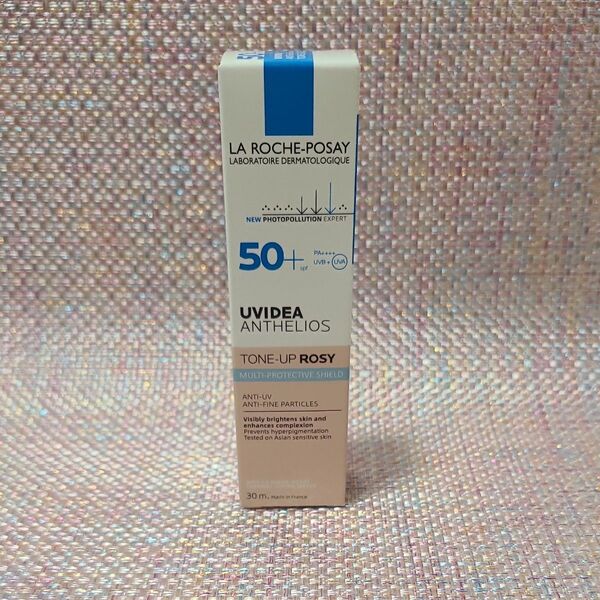 LA ROCHE-POSAY
LABORATOIRE DERMATOLOGIQUE
NEW PHOTOPOLLUTION EXPERT
50+ spf
PA++++
UVB + UVA
UVIDEA
ANTHELIOS
TONE-UP ROSY
MULTI-PROTECTIVE SHIELD
ANTI-UV
ANTI-FINE PARTICLES
Visibly brightens skin and
enhances complexion
Prevents hyperpigmentation
Tested on Asian sensitive skin
30 m. Made in France